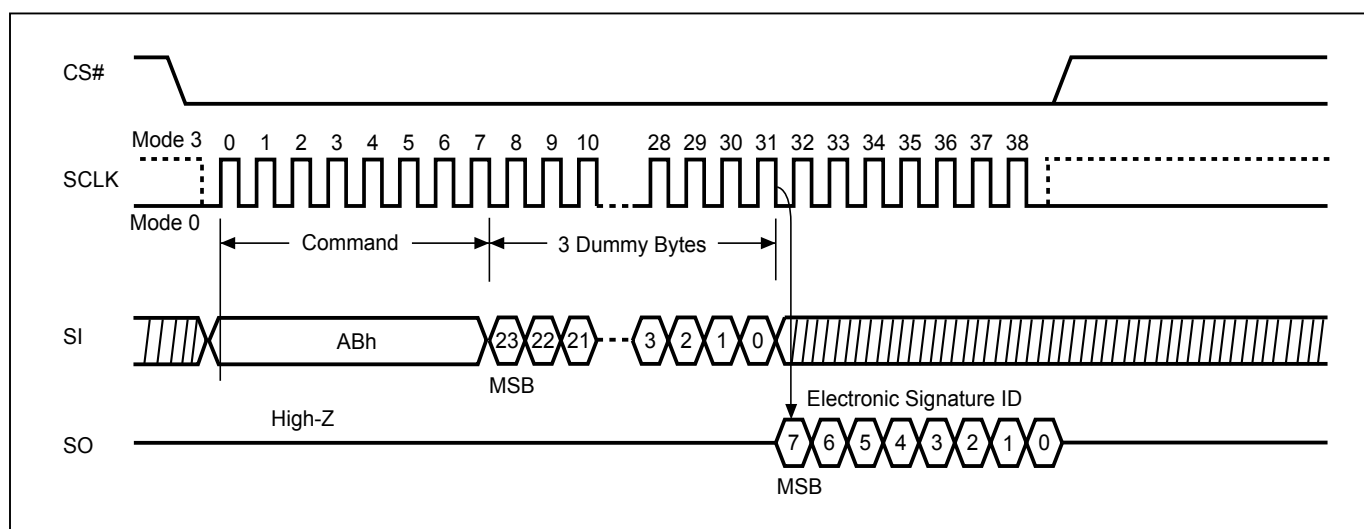 CS#
Mode 3 0 1 2 3 4 5 6 7 8 9 10 28 29 30 31 32 33 34 35 36 37 38
SCLK
Mode 0
Command 3 Dummy Bytes
SI ABh 23 22 21 3 2 1 0
MSB
Electronic Signature ID
High-Z
SO 7 6 5 4 3 2 1 0
MSB